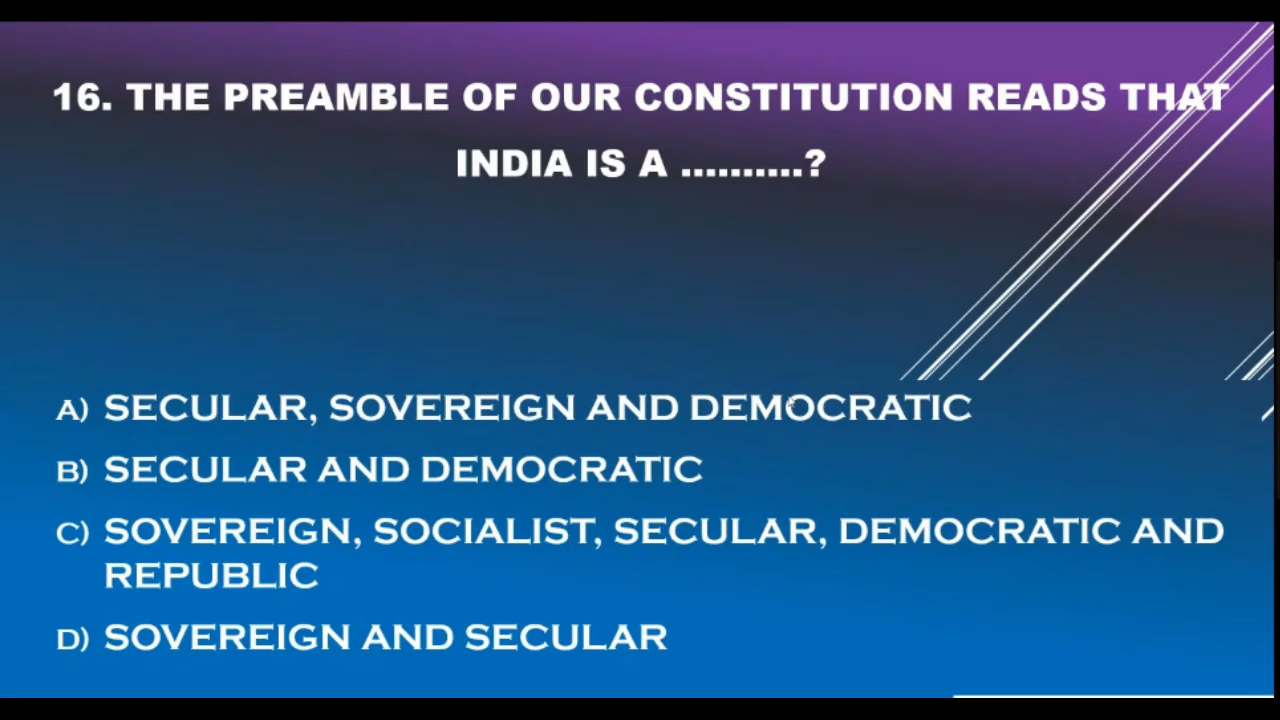 16. THE PREAMBLE OF OUR CONSTITUTION READS THAT
INDIA IS A ..........?
A) SECULAR, SOVEREIGN AND DEMOCRATIC
B) SECULAR AND DEMOCRATIC
C) SOVEREIGN, SOCIALIST, SECULAR, DEMOCRATIC AND
REPUBLIC
D) SOVEREIGN AND SECULAR